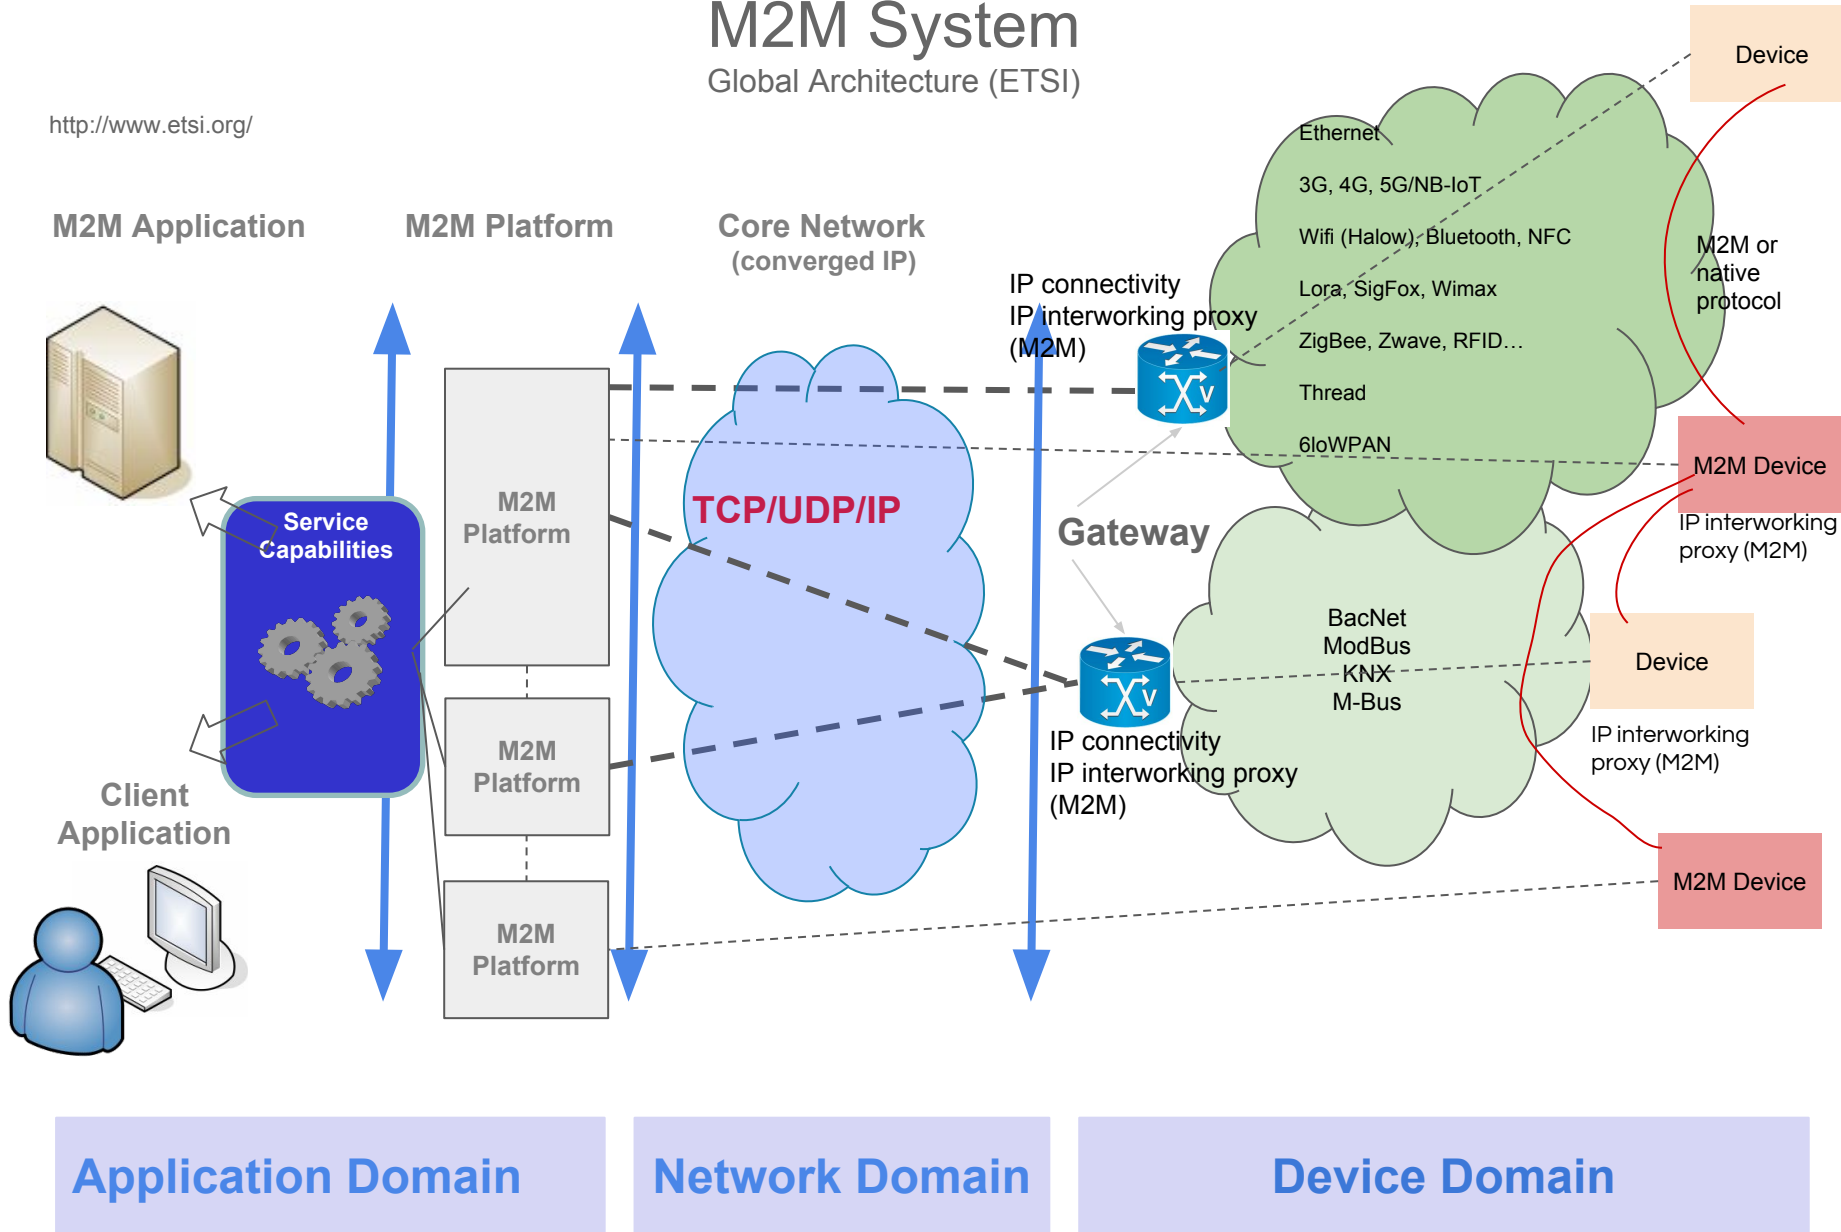 M2M System
Global Architecture (ETSI)
http://www.etsi.org/
M2M Application
M2M Platform
Core Network
(converged IP)
IP connectivity
IP interworking proxy
(M2M)
Ethernet
3G, 4G, 5G/NB-IoT
Wifi (Halow), Bluetooth, NFC
Lora, SigFox, Wimax
ZigBee, Zwave, RFID…
Thread
6loWPAN
Device
M2M or
native
protocol
M2M Device
IP interworking
proxy (M2M)
Service
Capabilities
M2M
Platform
TCP/UDP/IP
Gateway
V
BacNet
ModBus
KNX
M-Bus
Device
IP interworking
proxy (M2M)
V
IP connectivity
IP interworking proxy
(M2M)
M2M
Platform
Client
Application
M2M Device
M2M
Platform
Application Domain
Network Domain
Device Domain